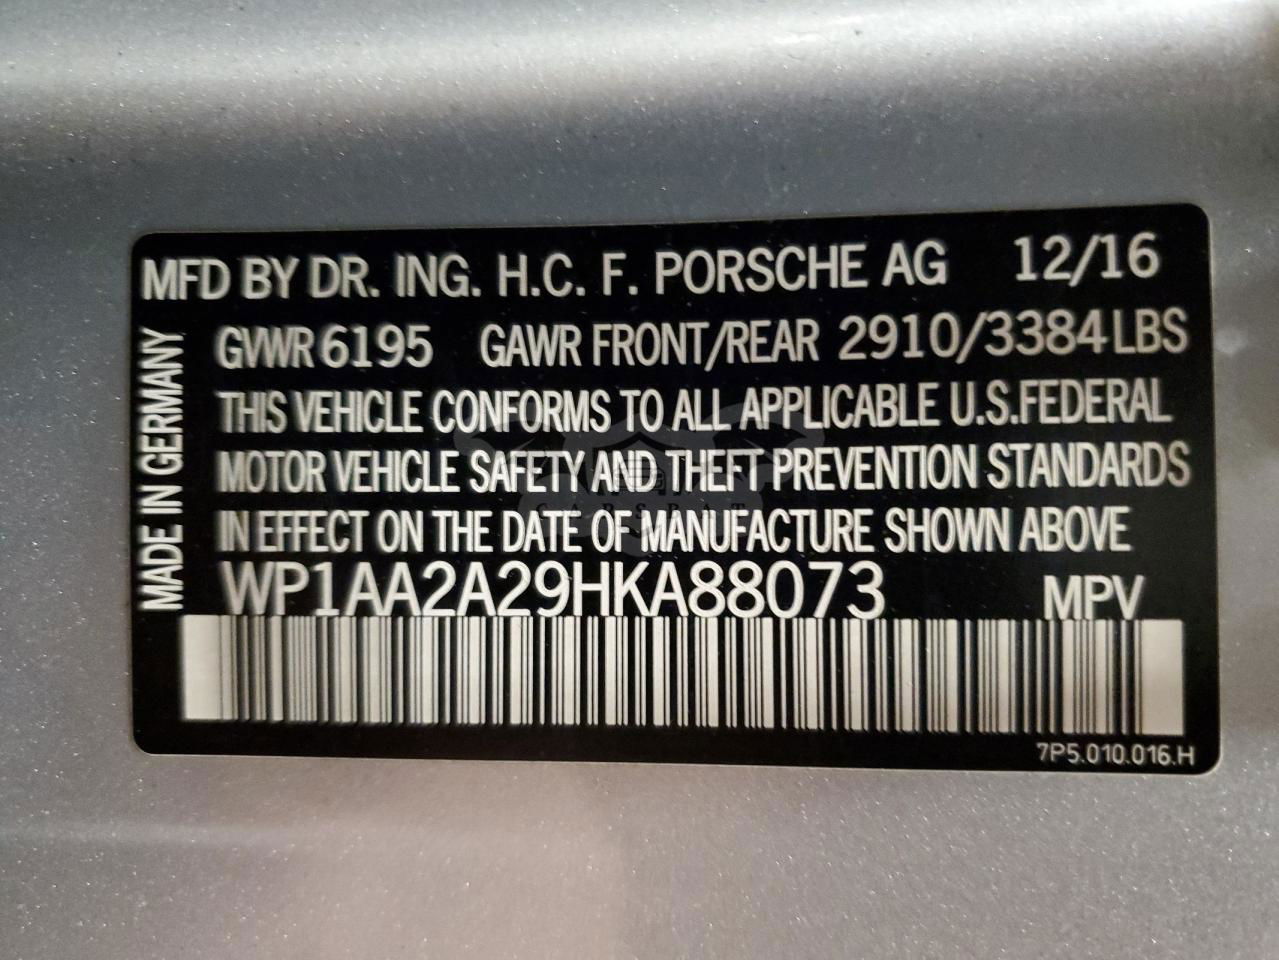 MFD BY DR. ING. H.C. F. PORSCHE AG 12/16
GVWR 6195 GAWR FRONT/REAR 2910/3384 LBS
THIS VEHICLE CONFORMS TO ALL APPLICABLE U.S.FEDERAL
MOTOR VEHICLE SAFETY AND THEFT PREVENTION STANDARDS
IN EFFECT ON THE DATE OF MANUFACTURE SHOWN ABOVE
WP1AA2A29HKA88073 MPV
7P5.010.016.H
MADE IN GERMANY
CARSBAT